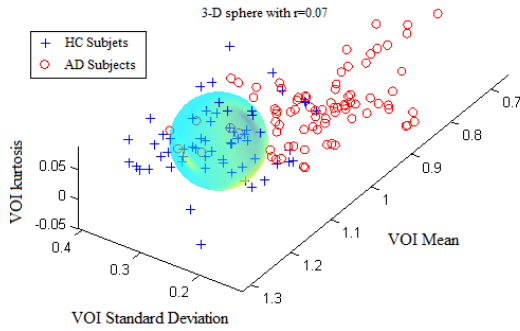 3-D sphere with r=0.07
HC Subjets
AD Subjects
0.05
0
-0.05
VOI kurtosis
0.4
0.3
0.2
VOI Standard Deviation
0.7
0.8
0.9
1
1.1
1.2
1.3
VOI Mean